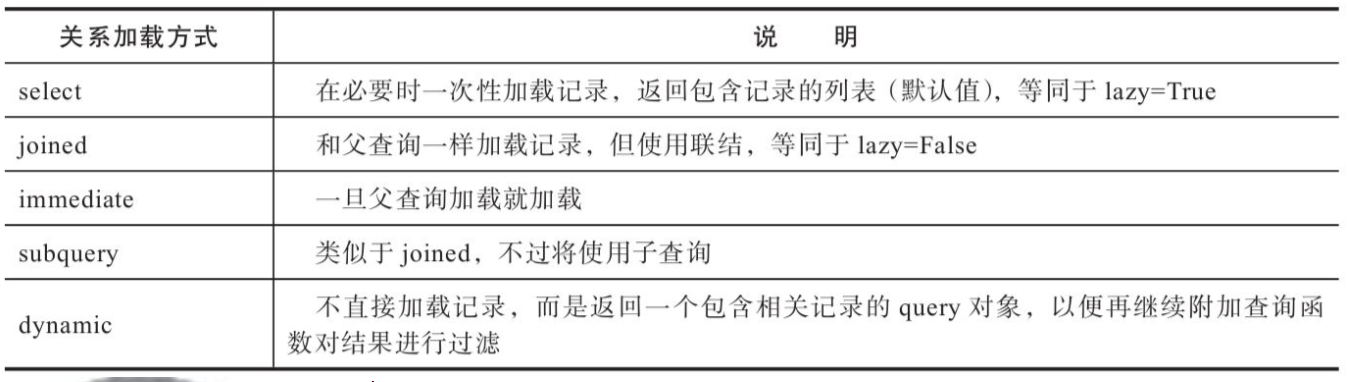 关系加载方式 说 明
select 在必要时一次性加载记录，返回包含记录的列表（默认值），等同于 lazy=True
joined 和父查询一样加载记录，但使用联结，等同于 lazy=False
immediate 一旦父查询加载就加载
subquery 类似于 joined，不过将使用子查询
dynamic 不直接加载记录，而是返回一个包含相关记录的 query 对象，以便再继续附加查询函
数对结果进行过滤